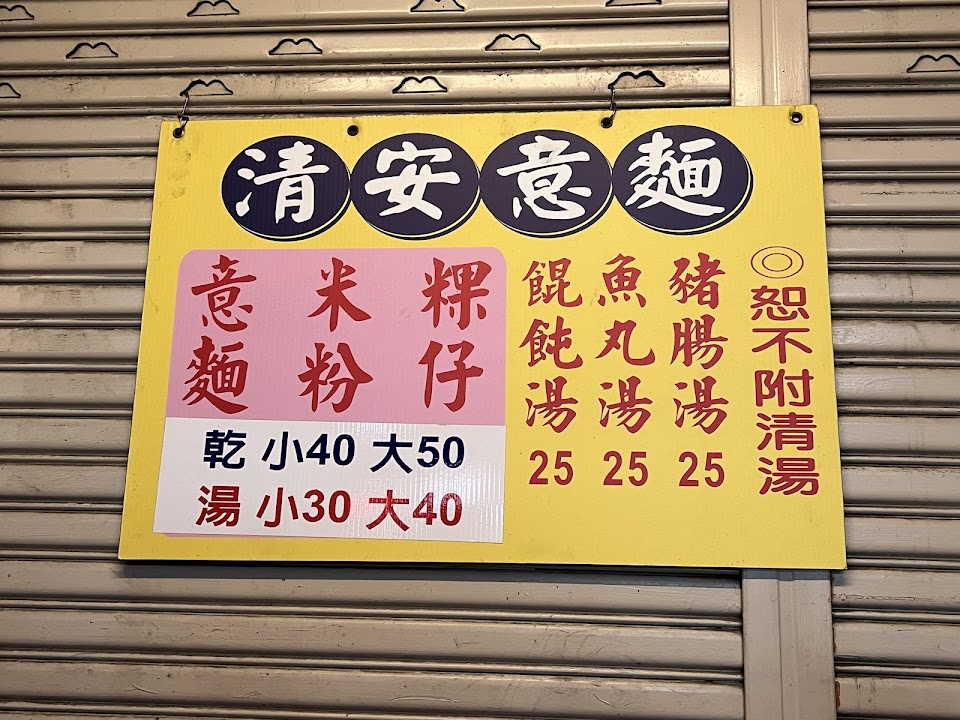 清安意麵
意麵
米粉
粿仔
乾 小40 大50
湯 小30 大40
餛飩湯 25
魚丸湯 25
豬腸湯 25
◎恕不附清湯